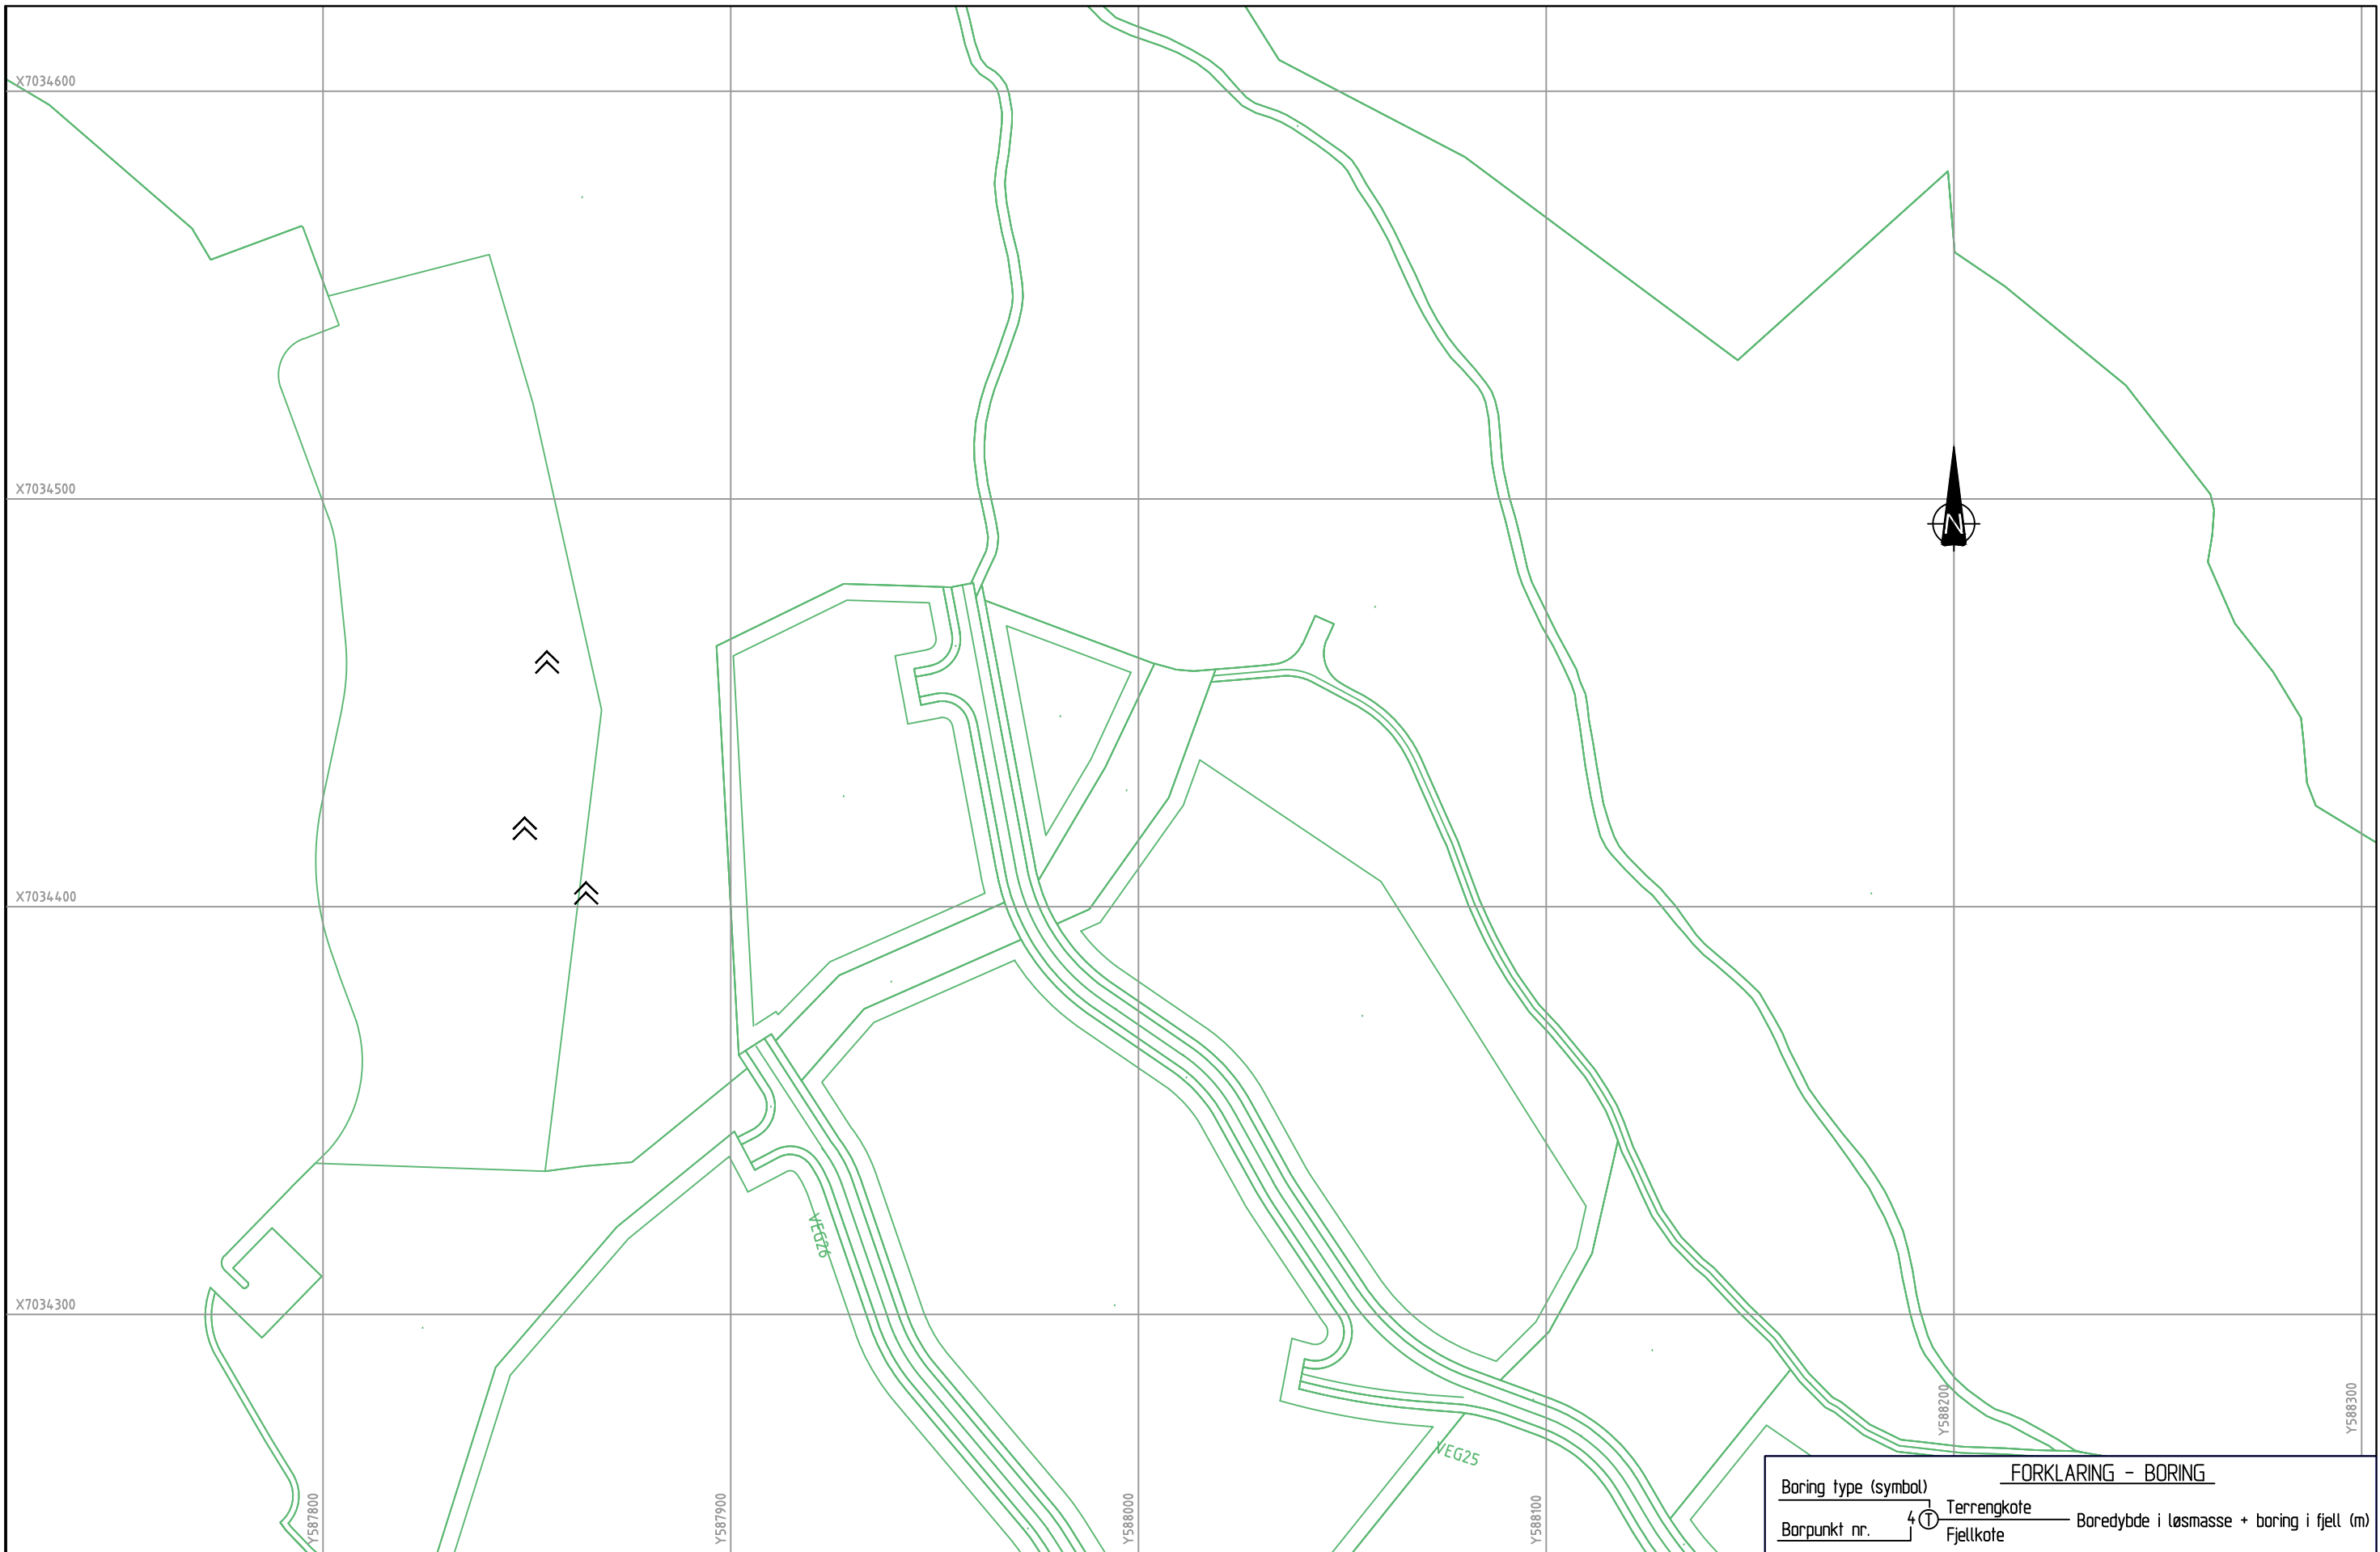 X7034600
X7034500
N
X7034400
VEG26
X7034300
Y587800
Y587900
Y588000
Y588100
Y588200
Y588300
VEG25
FORKLARING - BORING
Boring type (symbol)
Borpunkt nr.
4 T
Terrengkote
Fjellkote
Boredybde i løsmasse + boring i fjell (m)